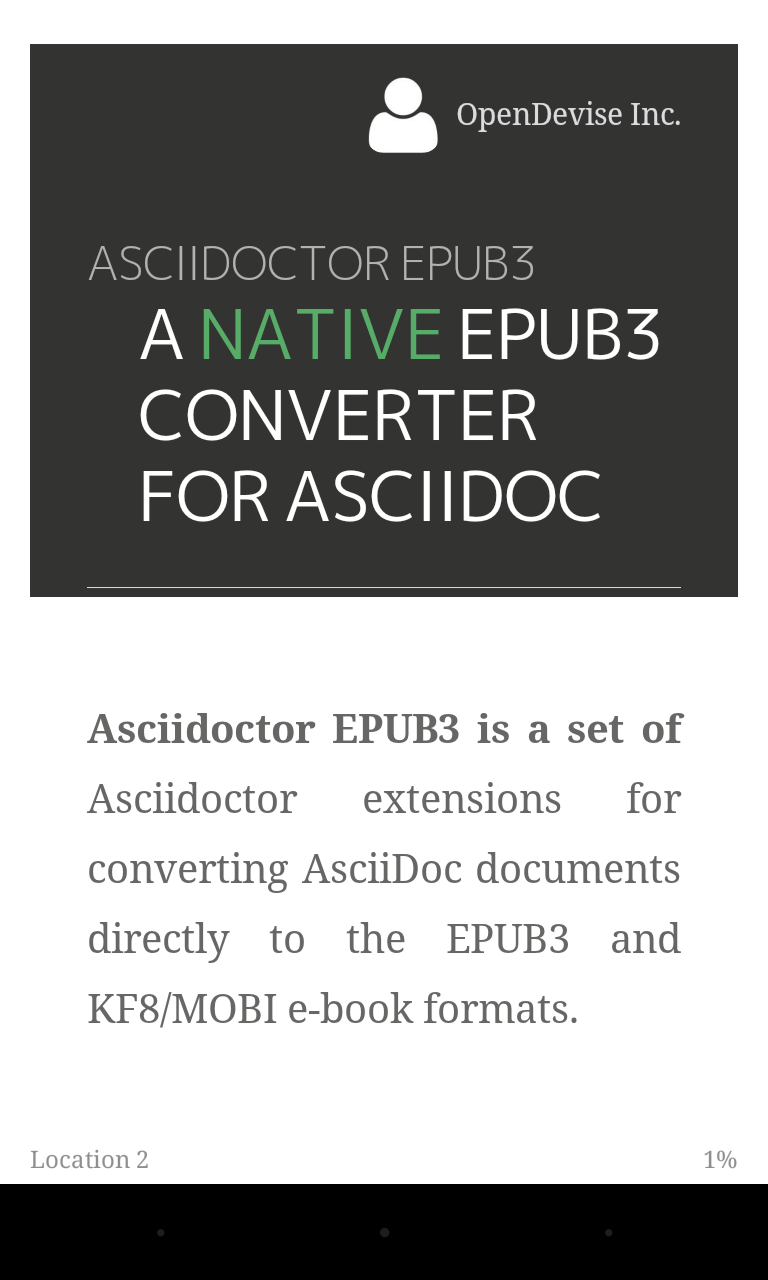 OpenDevise Inc.
ASCIIDOCTOR EPUB3
A NATIVE EPUB3
CONVERTER
FOR ASCIIDOC
Asciidoctor EPUB3 is a set of
Asciidoctor extensions for
converting AsciiDoc documents
directly to the EPUB3 and
KF8/MOBI e-book formats.
Location 2
1%